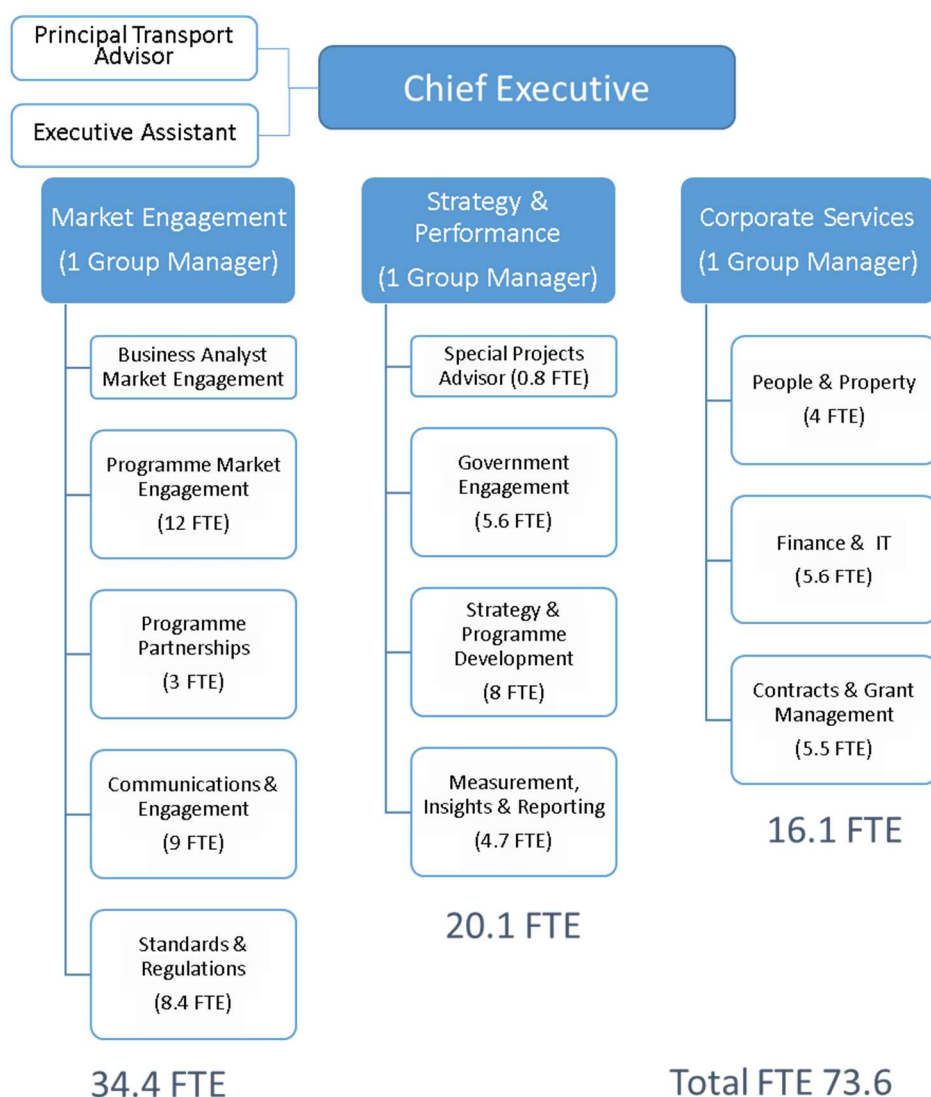 Principal Transport
Advisor
Executive Assistant
Chief Executive
Market Engagement
(1 Group Manager)
Business Analyst
Market Engagement
Programme Market
Engagement
(12 FTE)
Programme
Partnerships
(3 FTE)
Communications & 
Engagement
(9 FTE)
Standards &
Regulations
(8.4 FTE)
34.4 FTE
Strategy &
Performance
(1 Group Manager)
Special Projects
Advisor (0.8 FTE)
Government
Engagement
(5.6 FTE)
Strategy &
Programme
Development
(8 FTE)
Measurement,
Insights & Reporting
(4.7 FTE)
20.1 FTE
Corporate Services
(1 Group Manager)
People & Property
(4 FTE)
Finance & IT
(5.6 FTE)
Contracts & Grant
Management
(5.5 FTE)
16.1 FTE
Total FTE 73.6